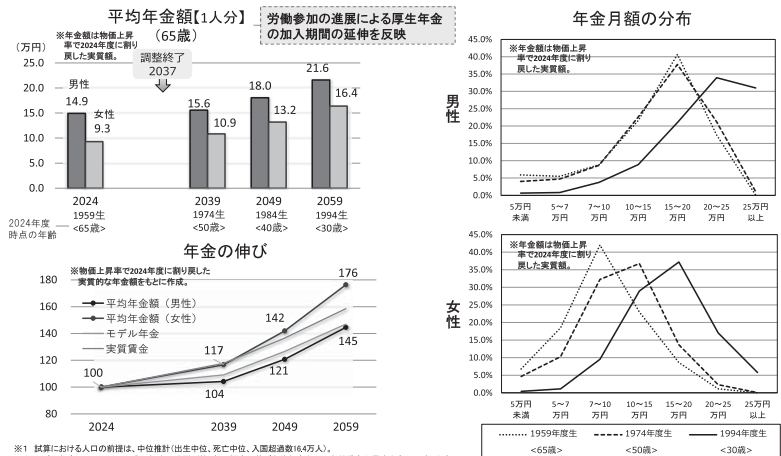 平均年金額【1人分】
（65歳）
労働参加の進展による厚生年金
の加入期間の延伸を反映
（万円）
※年金額は物価上昇
率で2024年度に割り
戻した実質額。
調整終了
2037
25.0
20.0
15.0
10.0
5.0
0.0
男性
14.9
女性
9.3
15.6
10.9
18.0
13.2
21.6
16.4
2024
2039
2049
2059
1959生
1974生
1984生
1994生
2024年度
時点の年齢
<65歳>
<50歳>
<40歳>
<30歳>
年金の伸び
※物価上昇率で2024年度に割り戻した
実質的な年金額をもとに作成。
180
160
140
120
100
80
平均年金額（男性）
平均年金額（女性）
モデル年金
実質賃金
100
117
104
142
121
176
145
2024
2039
2049
2059
※1 試算における人口の前提は、中位推計（出生中位、死亡中位、入国超過数16.4万人）。
年金月額の分布
男性
※年金額は物価上昇
率で2024年度に割り
戻した実質額。
45.0%
40.0%
35.0%
30.0%
25.0%
20.0%
15.0%
10.0%
5.0%
0.0%
5万円
未満
5～7
万円
7～10
万円
10～15
万円
15～20
万円
20～25
万円
25万円
以上
女性
※年金額は物価上昇
率で2024年度に割り
戻した実質額。
45.0%
40.0%
35.0%
30.0%
25.0%
20.0%
15.0%
10.0%
5.0%
0.0%
5万円
未満
5～7
万円
7～10
万円
10～15
万円
15～20
万円
20～25
万円
25万円
以上
1959年度生
<65歳>
1974年度生
<50歳>
1994年度生
<30歳>